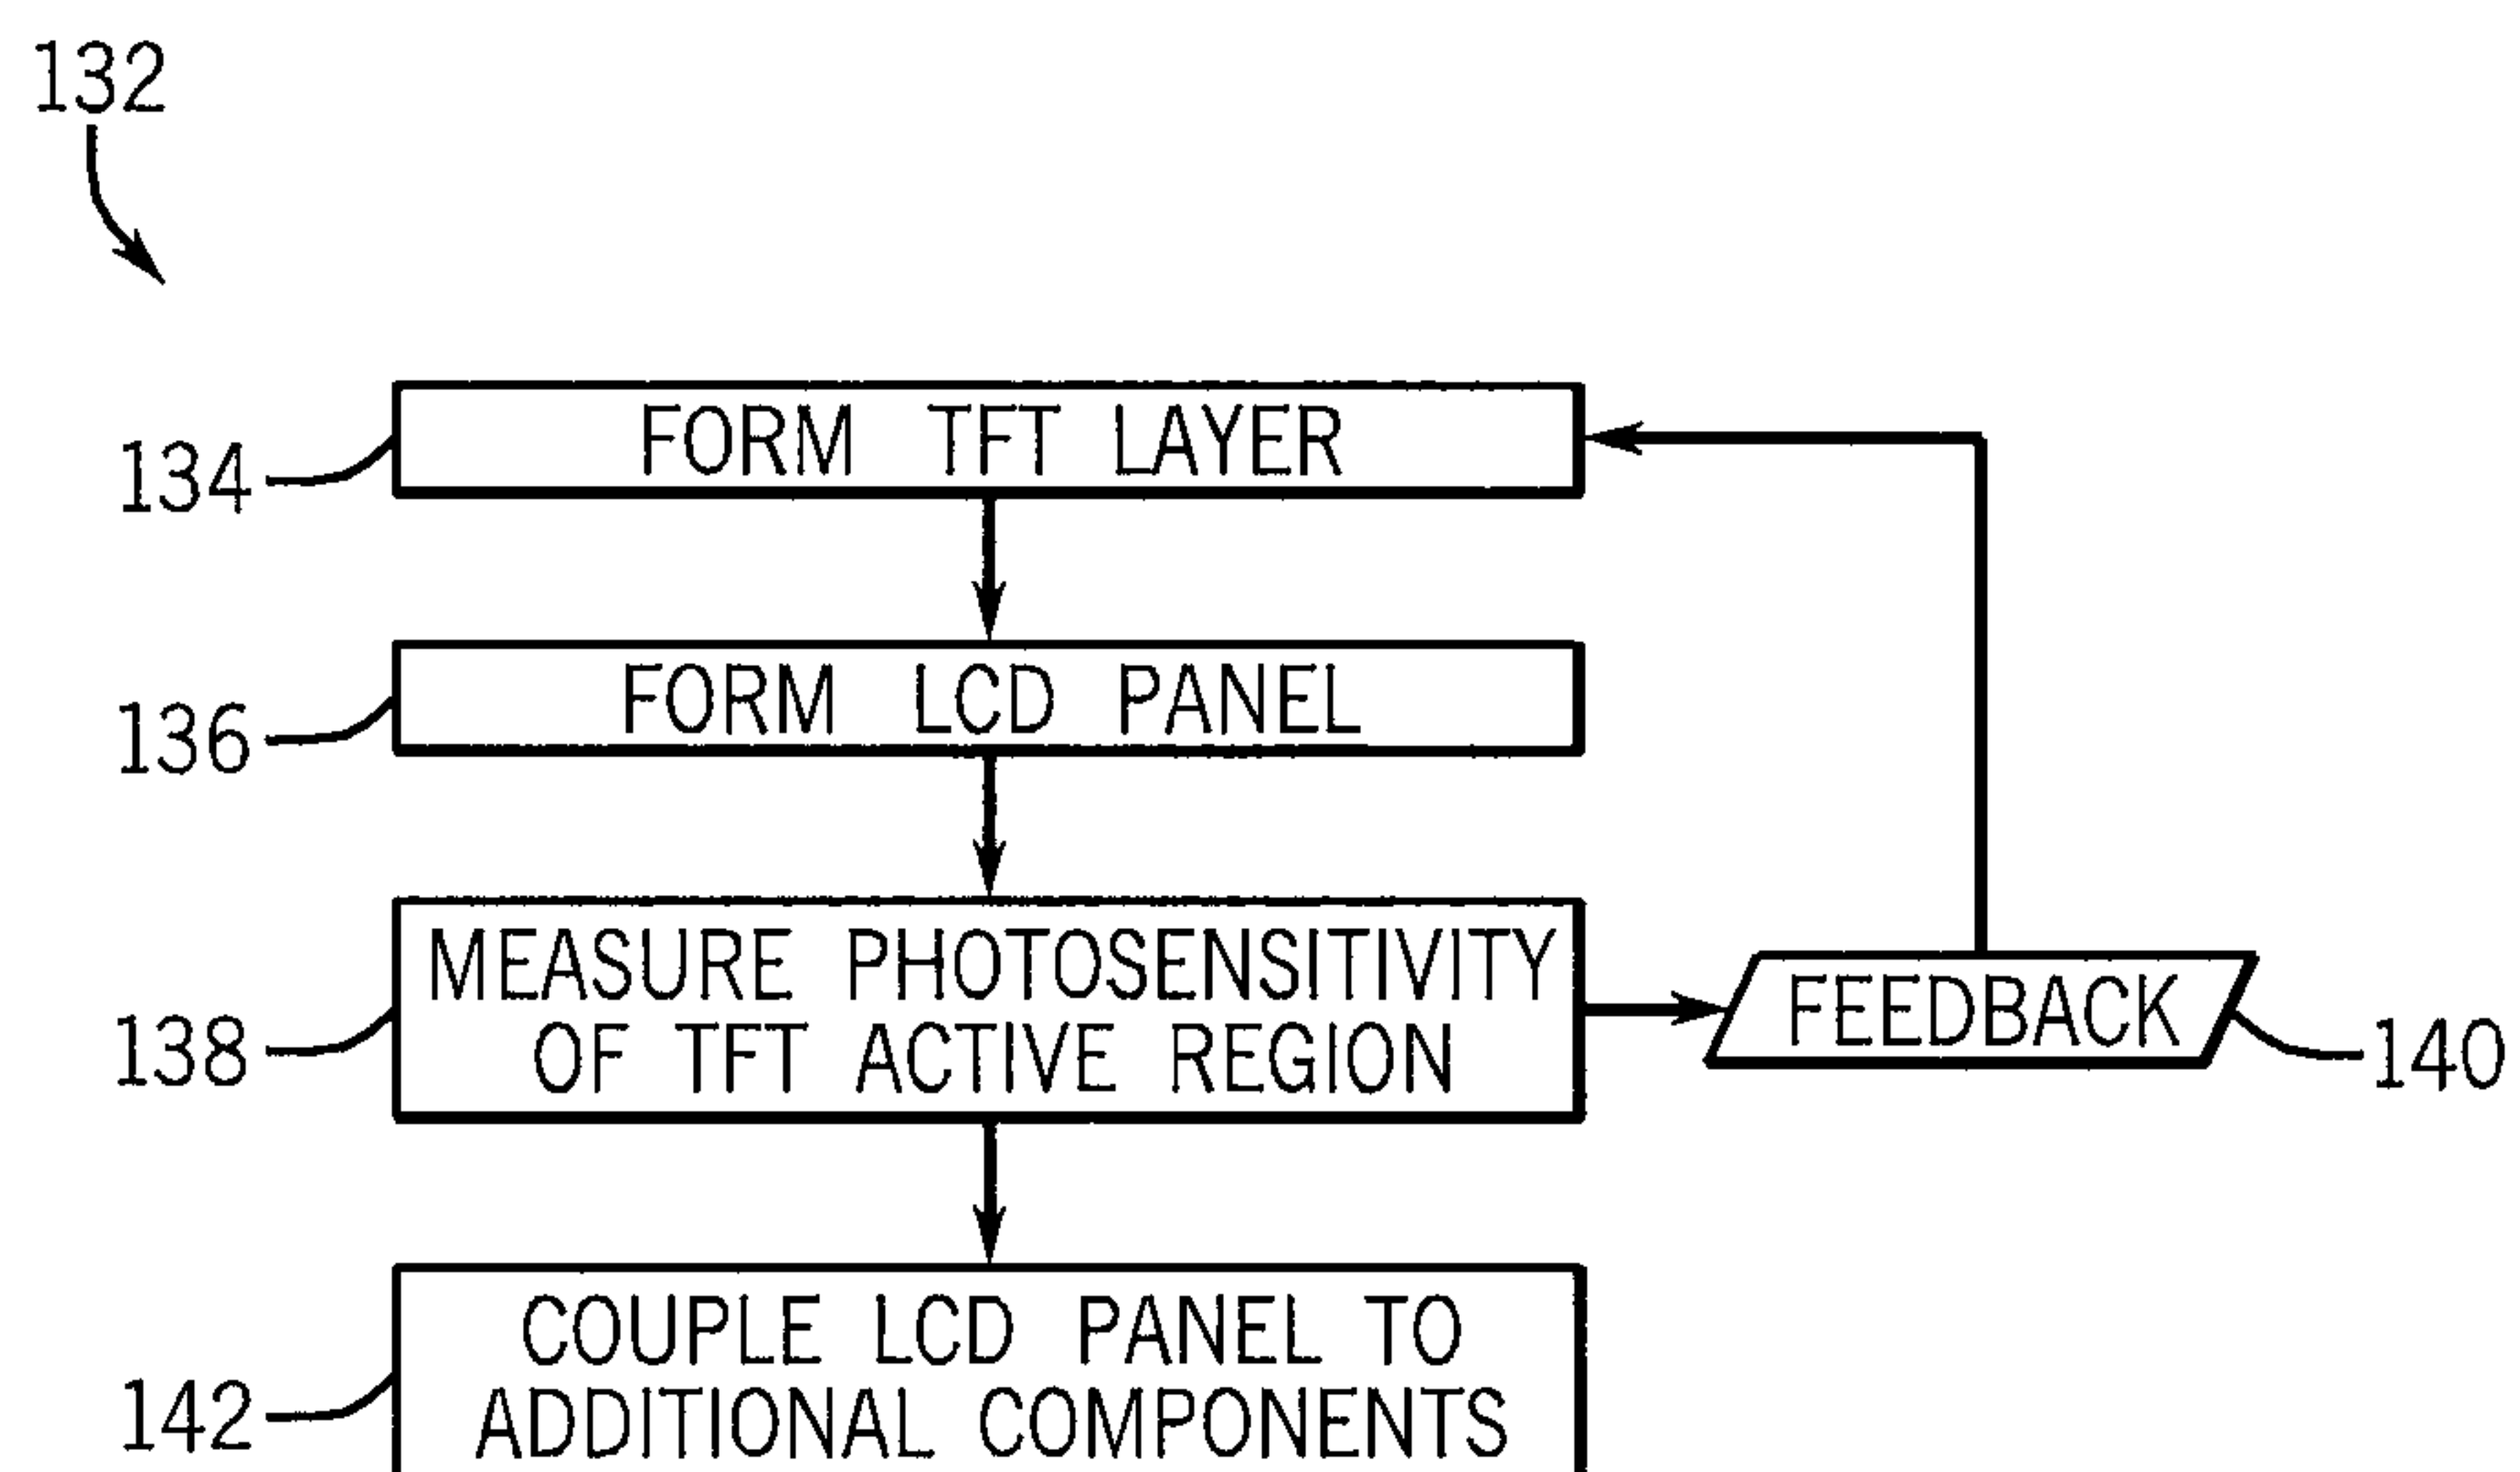 132
134
FORM TFT LAYER
136
FORM LCD PANEL
138
MEASURE PHOTOSENSITIVITY
OF TFT ACTIVE REGION
FEEDBACK
140
142
COUPLE LCD PANEL TO
ADDITIONAL COMPONENTS